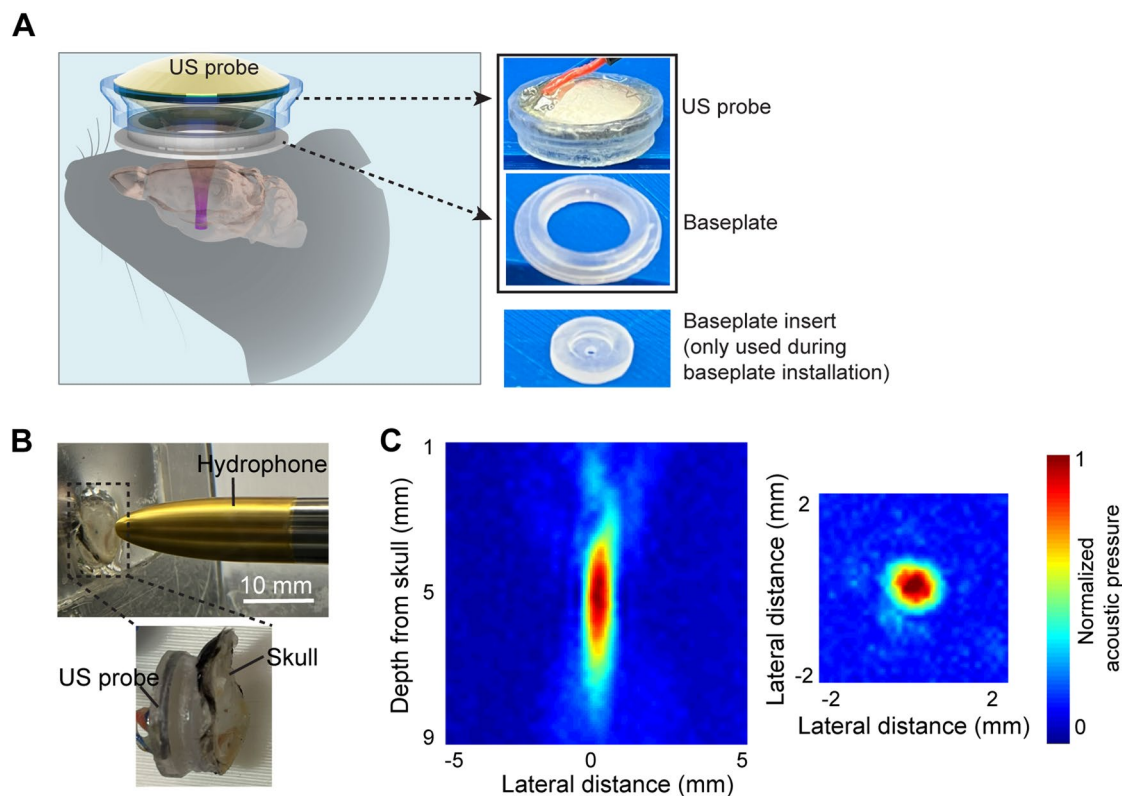 A
US probe
US probe
Baseplate
Baseplate insert
(only used during
baseplate installation)
B
Hydrophone
10 mm
US probe
Skull
C
1
5
9
Depth from skull (mm)
-5
0
5
Lateral distance (mm)
2
-2
Lateral distance (mm)
-2
2
Lateral distance (mm)
1
0
Normalized
acoustic pressure